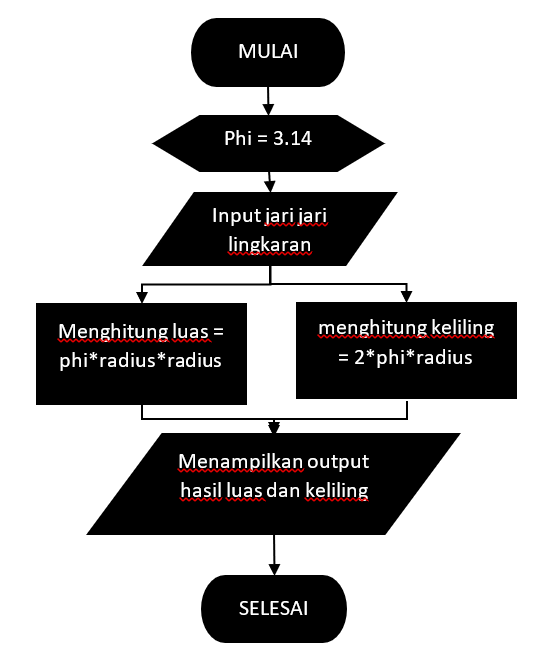 MULAI
Phi = 3.14
Input jari jari
lingkaran
Menghitung luas =
phi*radius*radius
menghitung keliling
= 2*phi*radius
Menampilkan output
hasil luas dan keliling
SELESAI